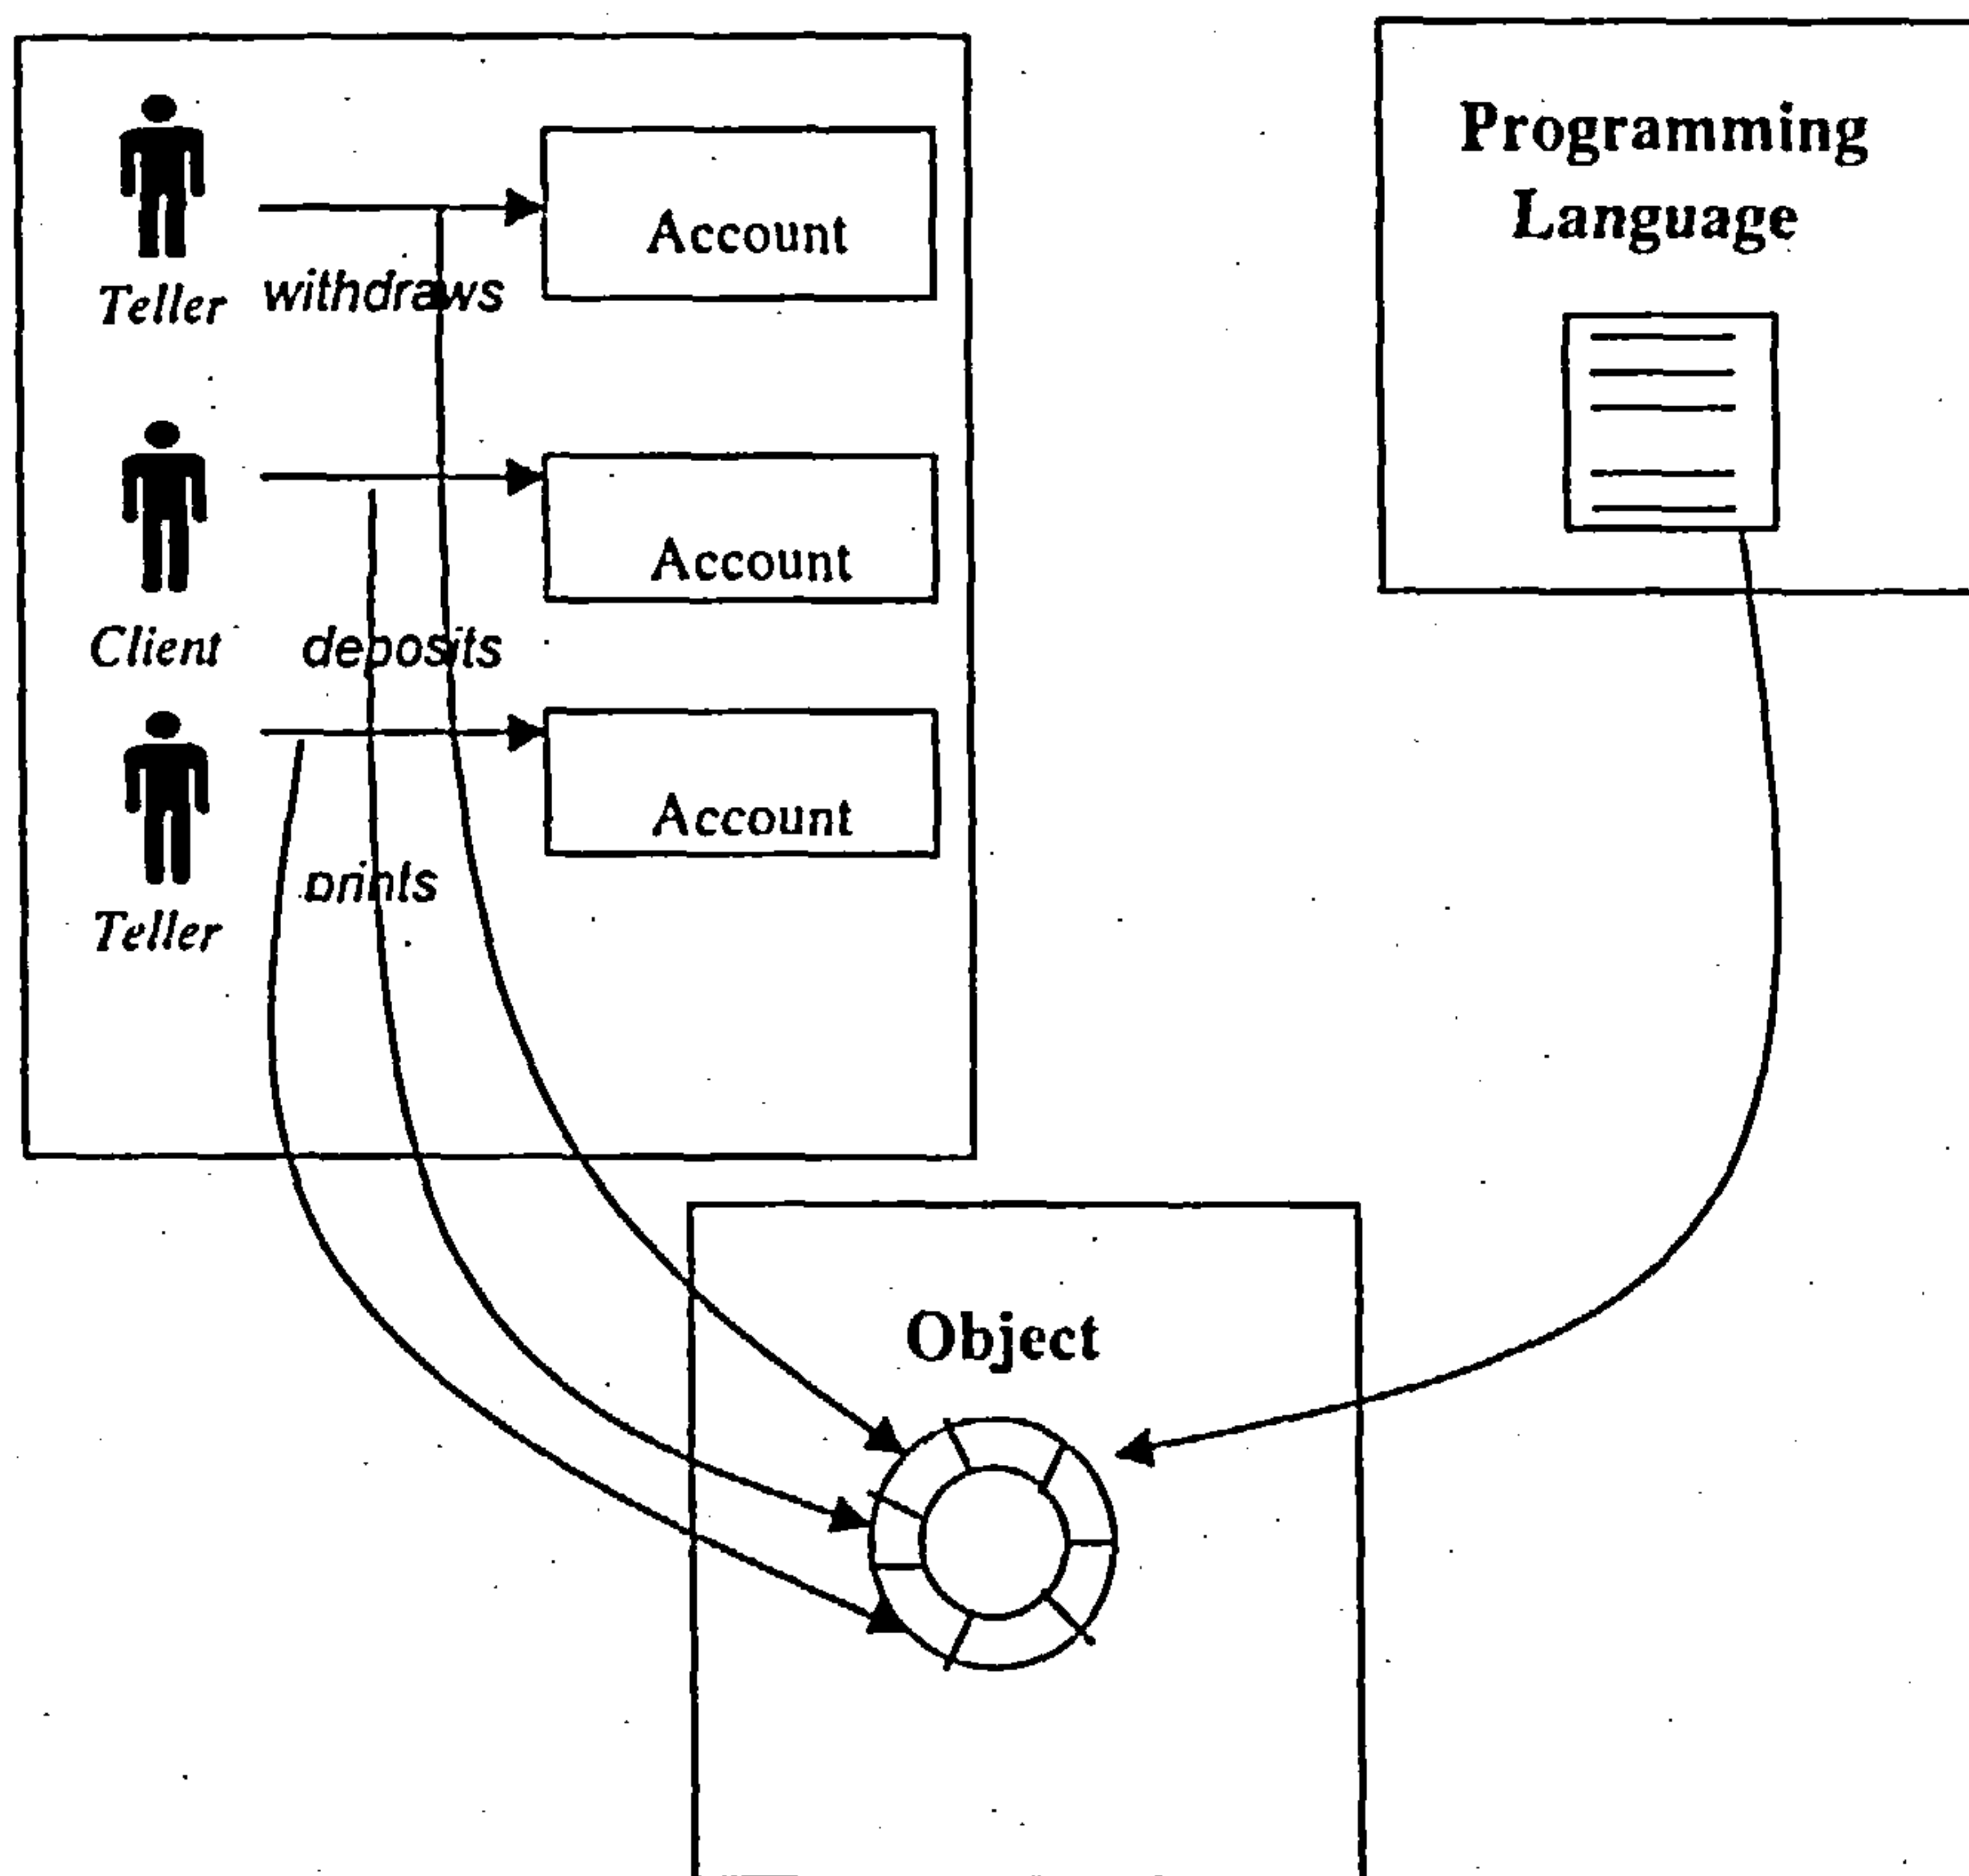 Teller
withdraws
Account
Client
deposits
Account
Teller
prints
Account
Programming
Language
Object